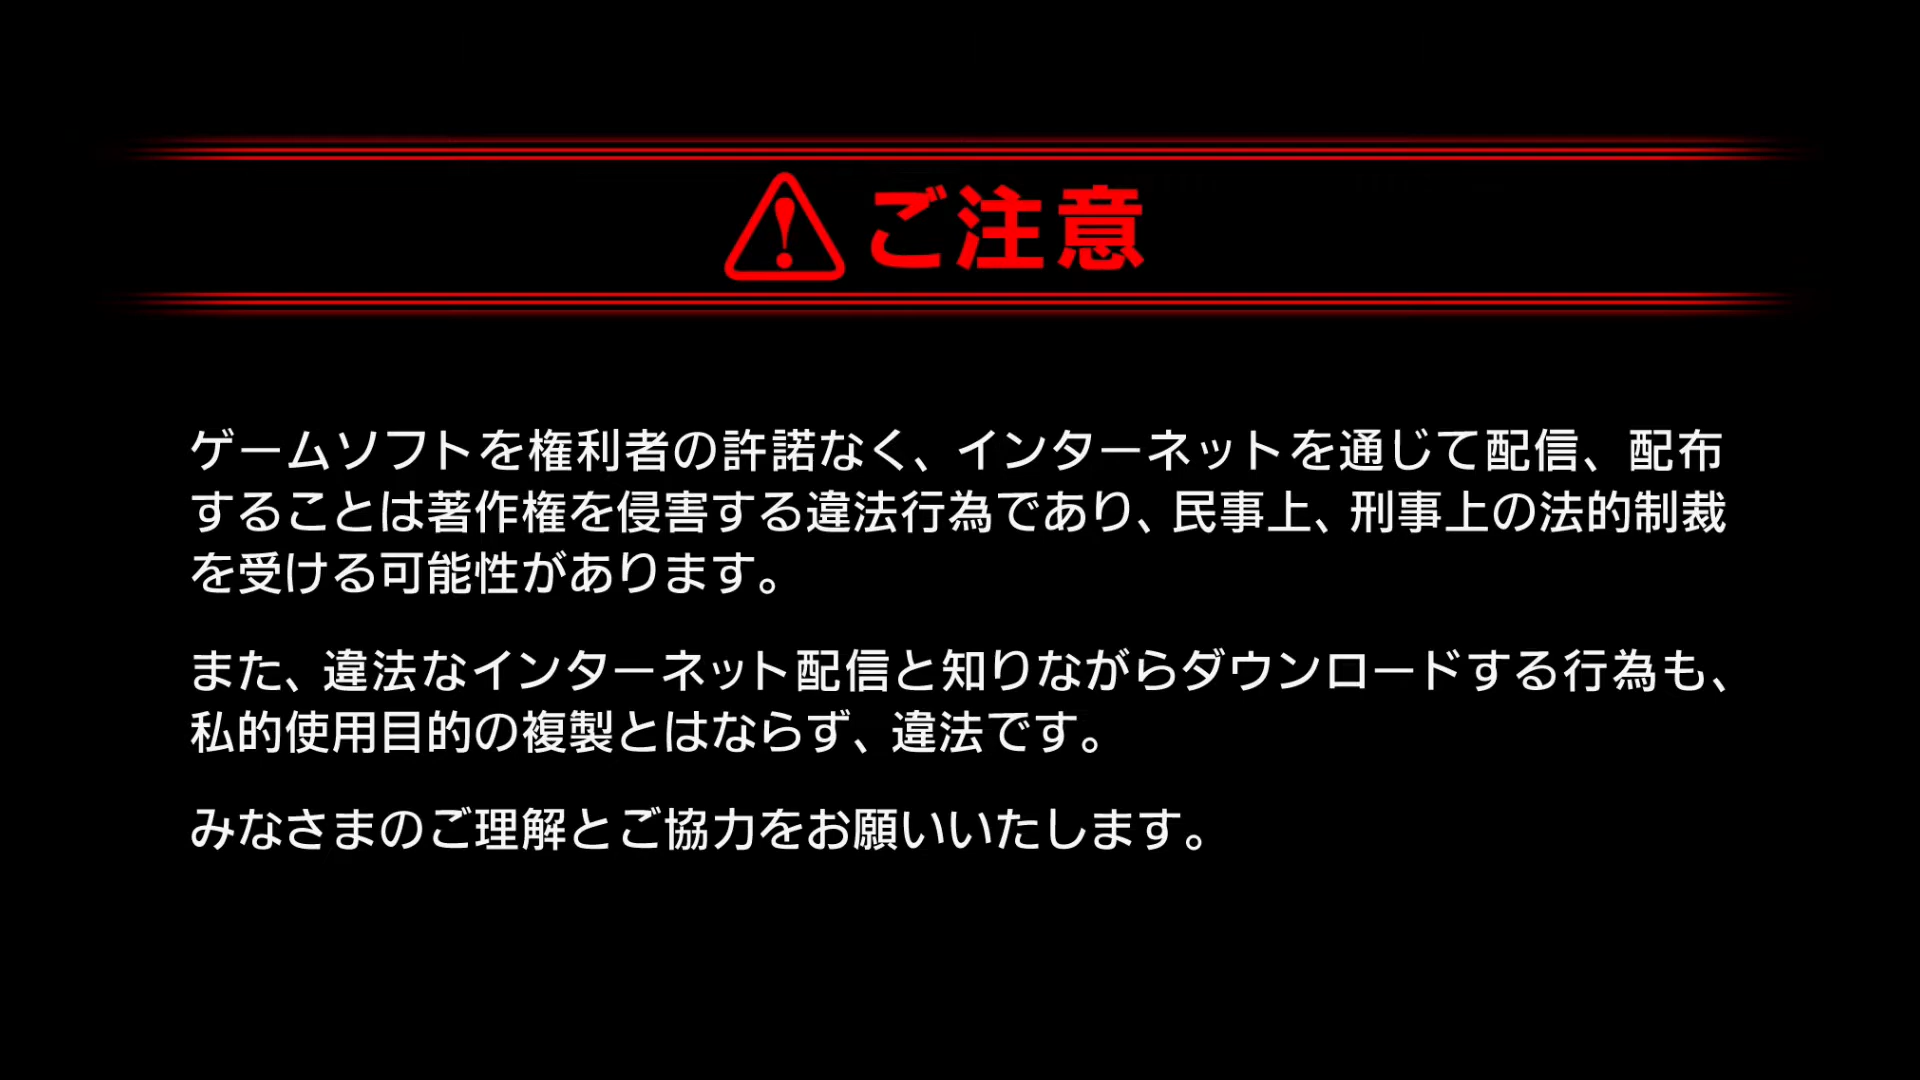 ご注意
ゲームソフトを権利者の許諾なく、インターネットを通じて配信、配布
することは著作権を侵害する違法行為であり、民事上、刑事上の法的制裁
を受ける可能性があります。
また、違法なインターネット配信と知りながらダウンロードする行為も、
私的使用目的の複製とはならず、違法です。
みなさまのご理解とご協力をお願いいたします。